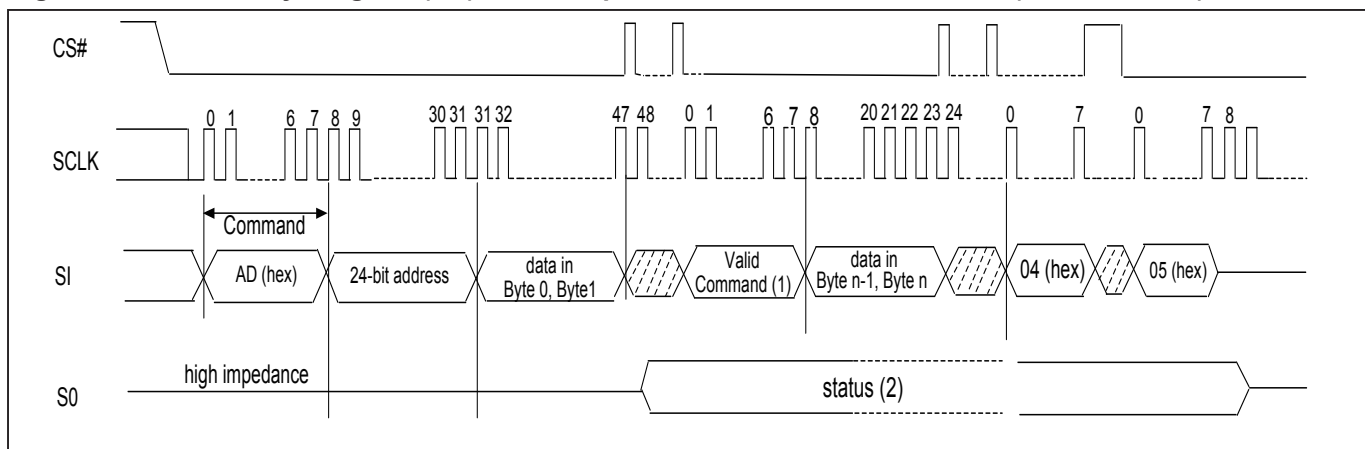 CS#
0 1 6 7 8 9 30 31 31 32 47 48 0 1 6 7 8 20 21 22 23 24 0 7 0 7 8
SCLK
Command
SI
AD (hex)
24-bit address
data in
Byte 0, Byte1
Valid
Command (1)
data in
Byte n-1, Byte n
04 (hex)
05 (hex)
high impedance
S0
status (2)